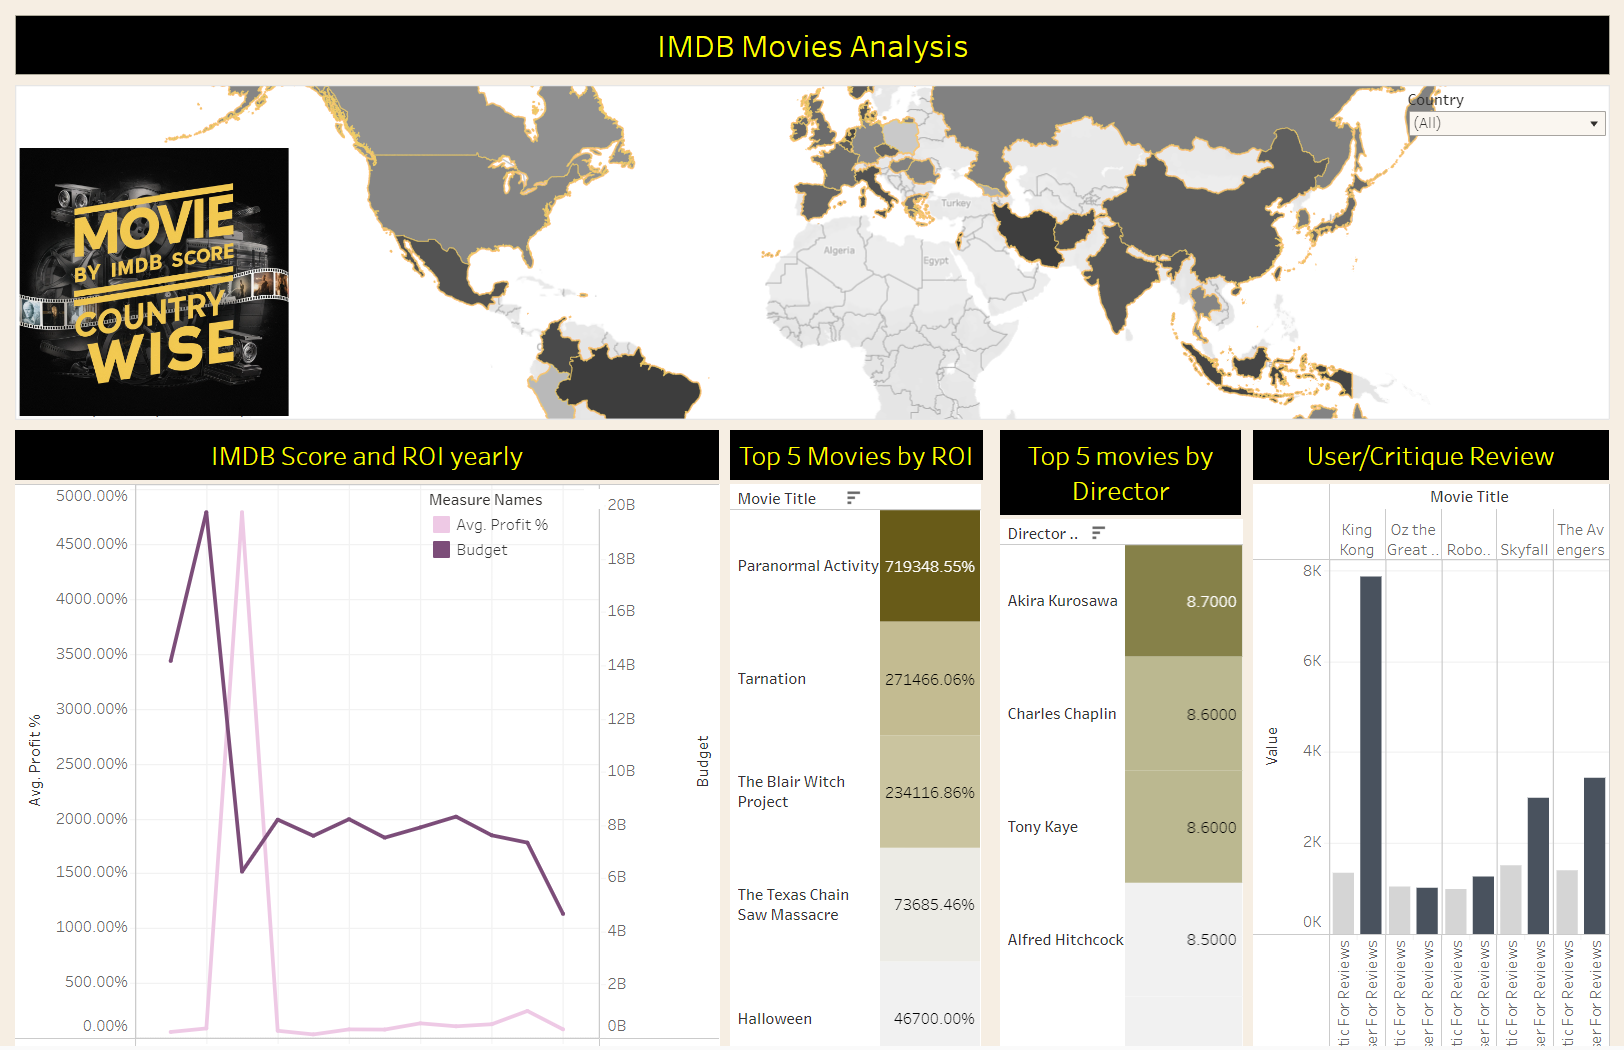 IMDB Movies Analysis
Country
(All)
Turkey
Algeria
Egypt
MOVIE
BY IMDB SCORE
COUNTRY
WISE
IMDB Score and ROI yearly
Measure Names
Avg. Profit %
Budget
5000.00%
4500.00%
4000.00%
3500.00%
3000.00%
2500.00%
2000.00%
1500.00%
1000.00%
500.00%
0.00%
Avg. Profit %
20B
18B
16B
14B
12B
10B
8B
6B
4B
2B
0B
Budget
Top 5 Movies by ROI
Movie Title
Paranormal Activity 719348.55%
Tarnation 271466.06%
The Blair Witch
Project 234116.86%
The Texas Chain
Saw Massacre 73685.46%
Halloween 46700.00%
Top 5 movies by
Director
Director ..
Akira Kurosawa 8.7000
Charles Chaplin 8.6000
Tony Kaye 8.6000
Alfred Hitchcock 8.5000
User/Critique Review
Movie Title
King
Kong
Oz the
Great ..
Robo..
Skyfall
The Av
engers
8K
6K
4K
2K
0K
Value
tic For Reviews
ser For Reviews
tic For Reviews
ser For Reviews
tic For Reviews
ser For Reviews
tic For Reviews
ser For Reviews
tic For Reviews
ser For Reviews